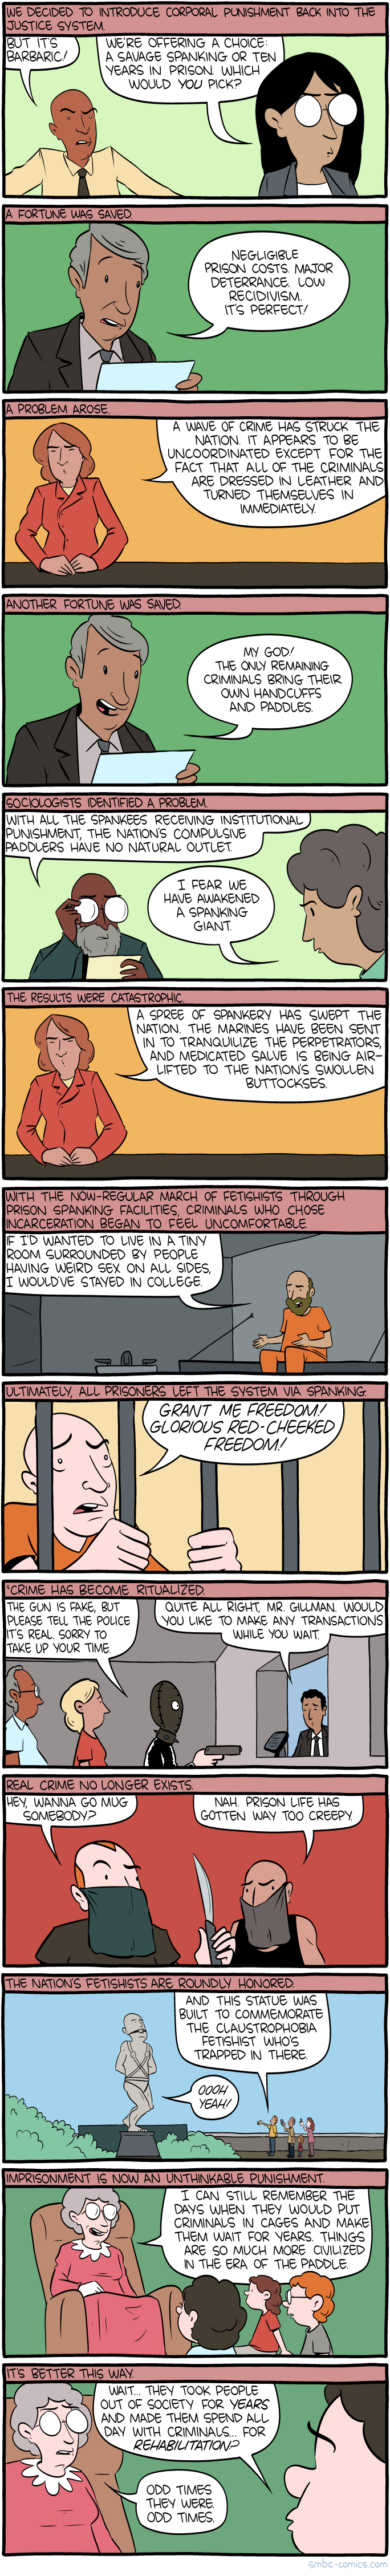 WE DECIDED TO INTRODUCE CORPORAL PUNISHMENT BACK INTO THE
JUSTICE SYSTEM.
BUT IT'S
BARBARIC!
WE'RE OFFERING A CHOICE:
A SAVAGE SPANKING OR TEN
YEARS IN PRISON. WHICH
WOULD YOU PICK?
A FORTUNE WAS SAVED.
NEGLIGIBLE
PRISON COSTS. MAJOR
DETERRANCE. LOW
RECIDIVISM.
IT'S PERFECT!
A PROBLEM AROSE.
A WAVE OF CRIME HAS STRUCK THE
NATION. IT APPEARS TO BE
UNCOORDINATED EXCEPT FOR THE
FACT THAT ALL OF THE CRIMINALS
ARE DRESSED IN LEATHER AND
TURNED THEMSELVES IN
IMMEDIATELY.
ANOTHER FORTUNE WAS SAVED.
MY GOD!
THE ONLY REMAINING
CRIMINALS BRING THEIR
OWN HANDCUFFS
AND PADDLES.
SOCIOLOGISTS IDENTIFIED A PROBLEM.
WITH ALL THE SPANKEES RECEIVING INSTITUTIONAL
PUNISHMENT, THE NATION'S COMPULSIVE
PADDLERS HAVE NO NATURAL OUTLET.
I FEAR WE
HAVE AWAKENED
A SPANKING
GIANT.
THE RESULTS WERE CATASTROPHIC.
A SPREE OF SPANKERY HAS SWEPT THE
NATION. THE MARINES HAVE BEEN SENT
IN TO TRANQUILIZE THE PERPETRATORS,
AND MEDICATED SALVE IS BEING AIR-
LIFTED TO THE NATION'S SWOLLEN
BUTTOCKSES.
WITH THE NOW-REGULAR MARCH OF FETISHISTS THROUGH
PRISON SPANKING FACILITIES, CRIMINALS WHO CHOSE
INCARCERATION BEGAN TO FEEL UNCOMFORTABLE.
IF I'D WANTED TO LIVE IN A TINY
ROOM SURROUNDED BY PEOPLE
HAVING WEIRD SEX ON ALL SIDES,
I WOULD'VE STAYED IN COLLEGE.
ULTIMATELY, ALL PRISONERS LEFT THE SYSTEM VIA SPANKING.
GRANT ME FREEDOM!
GLORIOUS RED-CHEEKED
FREEDOM!
"CRIME HAS BECOME RITUALIZED.
THE GUN IS FAKE, BUT
PLEASE TELL THE POLICE
IT'S REAL. SORRY TO
TAKE UP YOUR TIME.
QUITE ALL RIGHT, MR. GILLMAN. WOULD
YOU LIKE TO MAKE ANY TRANSACTIONS
WHILE YOU WAIT.
REAL CRIME NO LONGER EXISTS.
HEY, WANNA GO MUG
SOMEBODY?
NAH. PRISON LIFE HAS
GOTTEN WAY TOO CREEPY.
THE NATION'S FETISHISTS ARE ROUNDLY HONORED.
AND THIS STATUE WAS
BUILT TO COMMEMORATE
THE CLAUSTROPHOBIA
FETISHIST WHO'S
TRAPPED IN THERE.
OOOH
YEAH!
IMPRISONMENT IS NOW AN UNTHINKABLE PUNISHMENT.
I CAN STILL REMEMBER THE
DAYS WHEN THEY WOULD PUT
CRIMINALS IN CAGES AND MAKE
THEM WAIT FOR YEARS. THINGS
ARE SO MUCH MORE CIVILIZED
IN THE ERA OF THE PADDLE.
IT'S BETTER THIS WAY.
WAIT... THEY TOOK PEOPLE
OUT OF SOCIETY FOR YEARS
AND MADE THEM SPEND ALL
DAY WITH CRIMINALS... FOR
REHABILITATION?
ODD TIMES
THEY WERE.
ODD TIMES.
smbc-comics.com